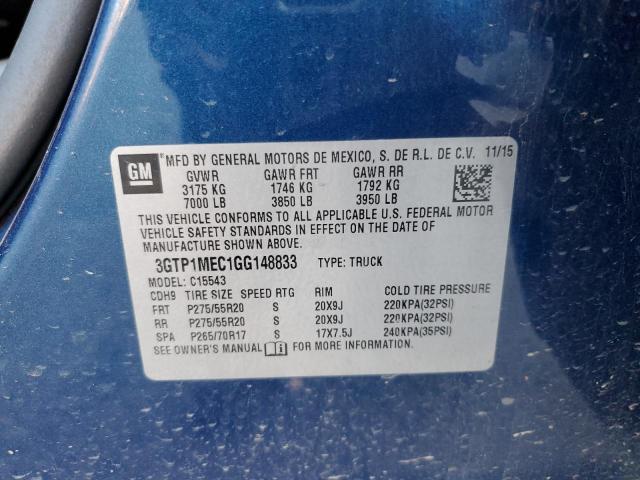 GM MFD BY GENERAL MOTORS DE MEXICO, S. DE R.L. DE C.V. 11/15
GVWR GAWR FRT GAWR RR
3175 KG 1746 KG 1792 KG
7000 LB 3850 LB 3950 LB
THIS VEHICLE CONFORMS TO ALL APPLICABLE U.S. FEDERAL MOTOR
VEHICLE SAFETY STANDARDS IN EFFECT ON THE DATE OF
MANUFACTURE SHOWN ABOVE.
3GTP1MEC1GG148833 TYPE: TRUCK
MODEL: C15543
CDH9 TIRE SIZE SPEED RTG RIM COLD TIRE PRESSURE
FRT P275/55R20 S 20X9J 220KPA(32PSI)
RR P275/55R20 S 20X9J 220KPA(32PSI)
SPA P265/70R17 S 17X7.5J 240KPA(35PSI)
SEE OWNER'S MANUAL FOR MORE INFORMATION.